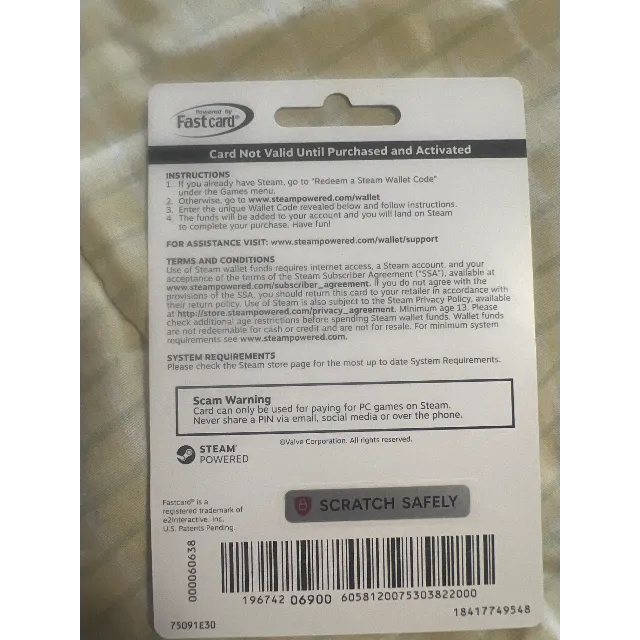 Powered by
Fastcard®
Card Not Valid Until Purchased and Activated
INSTRUCTIONS
1. If you already have Steam, go to "Redeem a Steam Wallet Code"
under the Games menu.
2. Otherwise, go to www.steampowered.com/wallet
3. Enter the unique Wallet Code revealed below and follow instructions.
4. The funds will be added to your account and you will land on Steam
to complete your purchase. Have fun!
FOR ASSISTANCE VISIT: www.steampowered.com/wallet/support
TERMS AND CONDITIONS
Use of Steam wallet funds requires internet access, a Steam account, and your
acceptance of the terms of the Steam Subscriber Agreement ("SSA"), available at
www.steampowered.com/subscriber_agreement. If you do not agree with the
provisions of the SSA, you should return this card to your retailer in accordance with
their return policy. Use of Steam is also subject to the Steam Privacy Policy, available
at http://store.steampowered.com/privacy_agreement. Minimum age 13. Please
check additional age restrictions before spending Steam wallet funds. Wallet funds
are not redeemable for cash or credit and are not for resale. For minimum system
requirements see www.steampowered.com.
SYSTEM REQUIREMENTS
Please check the Steam store page for the most up to date System Requirements.
Scam Warning
Card can only be used for paying for PC games on Steam.
Never share a PIN via email, social media or over the phone.
©Valve Corporation. All rights reserved.
STEAM®
POWERED
Fastcard® is a
registered trademark of
e2interactive, Inc.
U.S. Patents Pending.
SCRATCH SAFELY
000060638
196742 06900 6058120075303822000
18417749548
75091E30